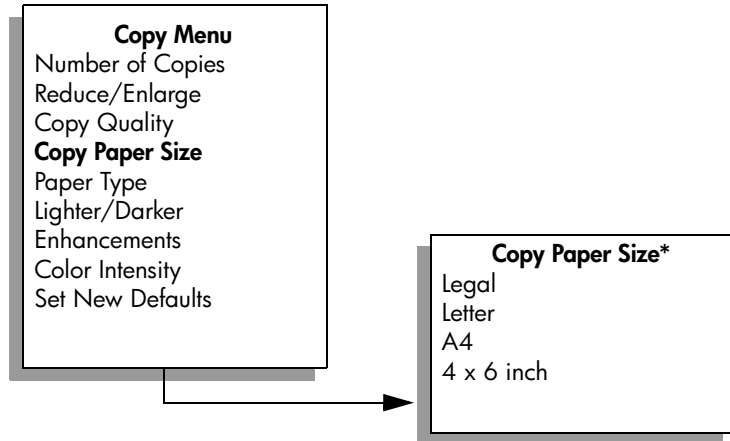 Copy Menu
Number of Copies
Reduce/Enlarge
Copy Quality
Copy Paper Size
Paper Type
Lighter/Darker
Enhancements
Color Intensity
Set New Defaults
Copy Paper Size*
Legal
Letter
A4
4 x 6 inch